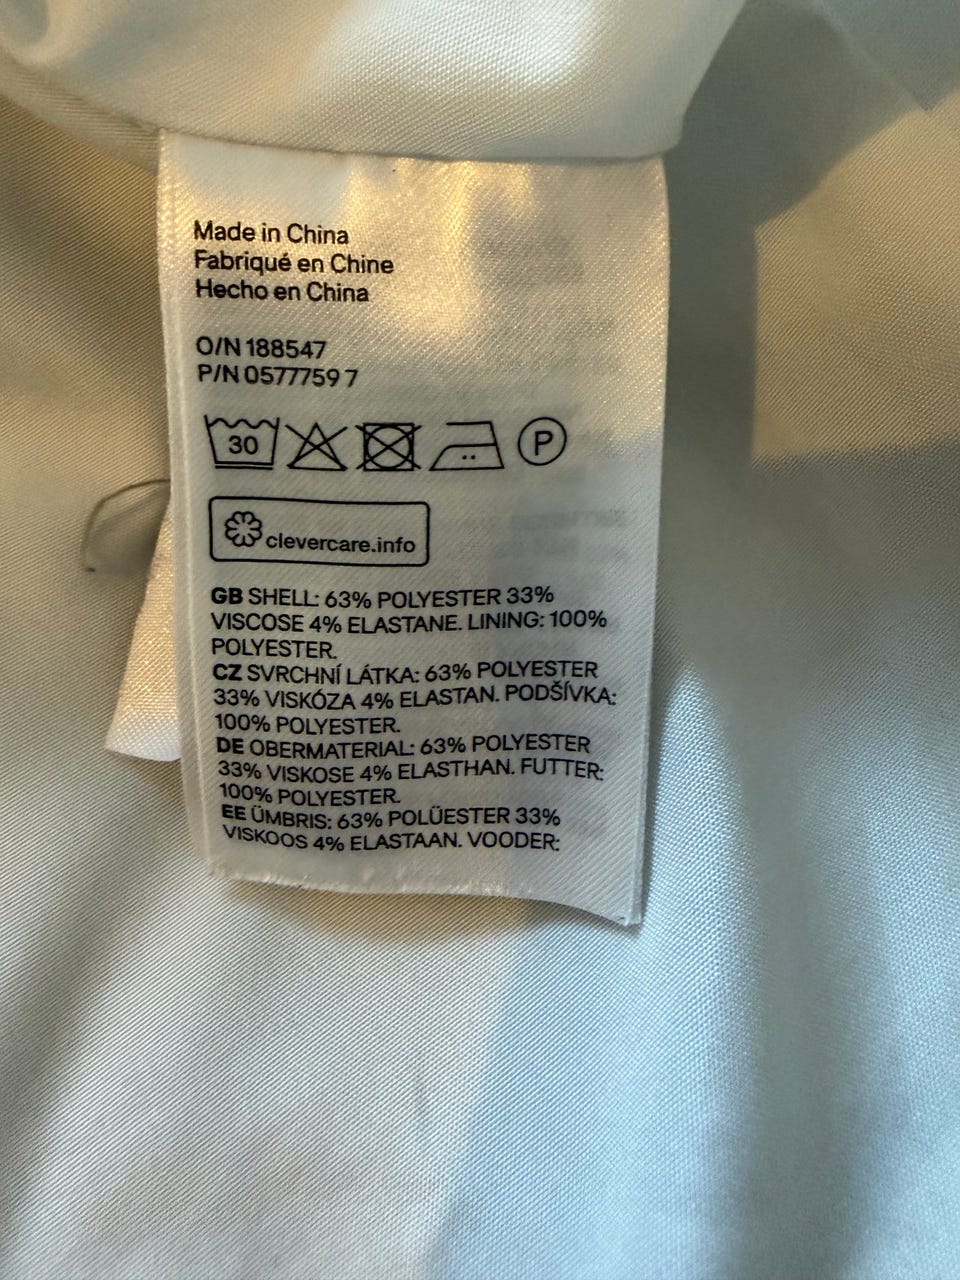 Made in China
Fabriqué en Chine
Hecho en China
O/N 188547
P/N 0577759 7
30
P
clevercare.info
GB SHELL: 63% POLYESTER 33%
VISCOSE 4% ELASTANE. LINING: 100%
POLYESTER.
CZ SVRCHNÍ LÁTKA: 63% POLYESTER
33% VISKÓZA 4% ELASTAN. PODŠÍVKA:
100% POLYESTER.
DE OBERMATERIAL: 63% POLYESTER
33% VISKOSE 4% ELASTHAN. FUTTER:
100% POLYESTER.
EE ÜMBRIS: 63% POLÜESTER 33%
VISKOOS 4% ELASTAAN. VOODER: